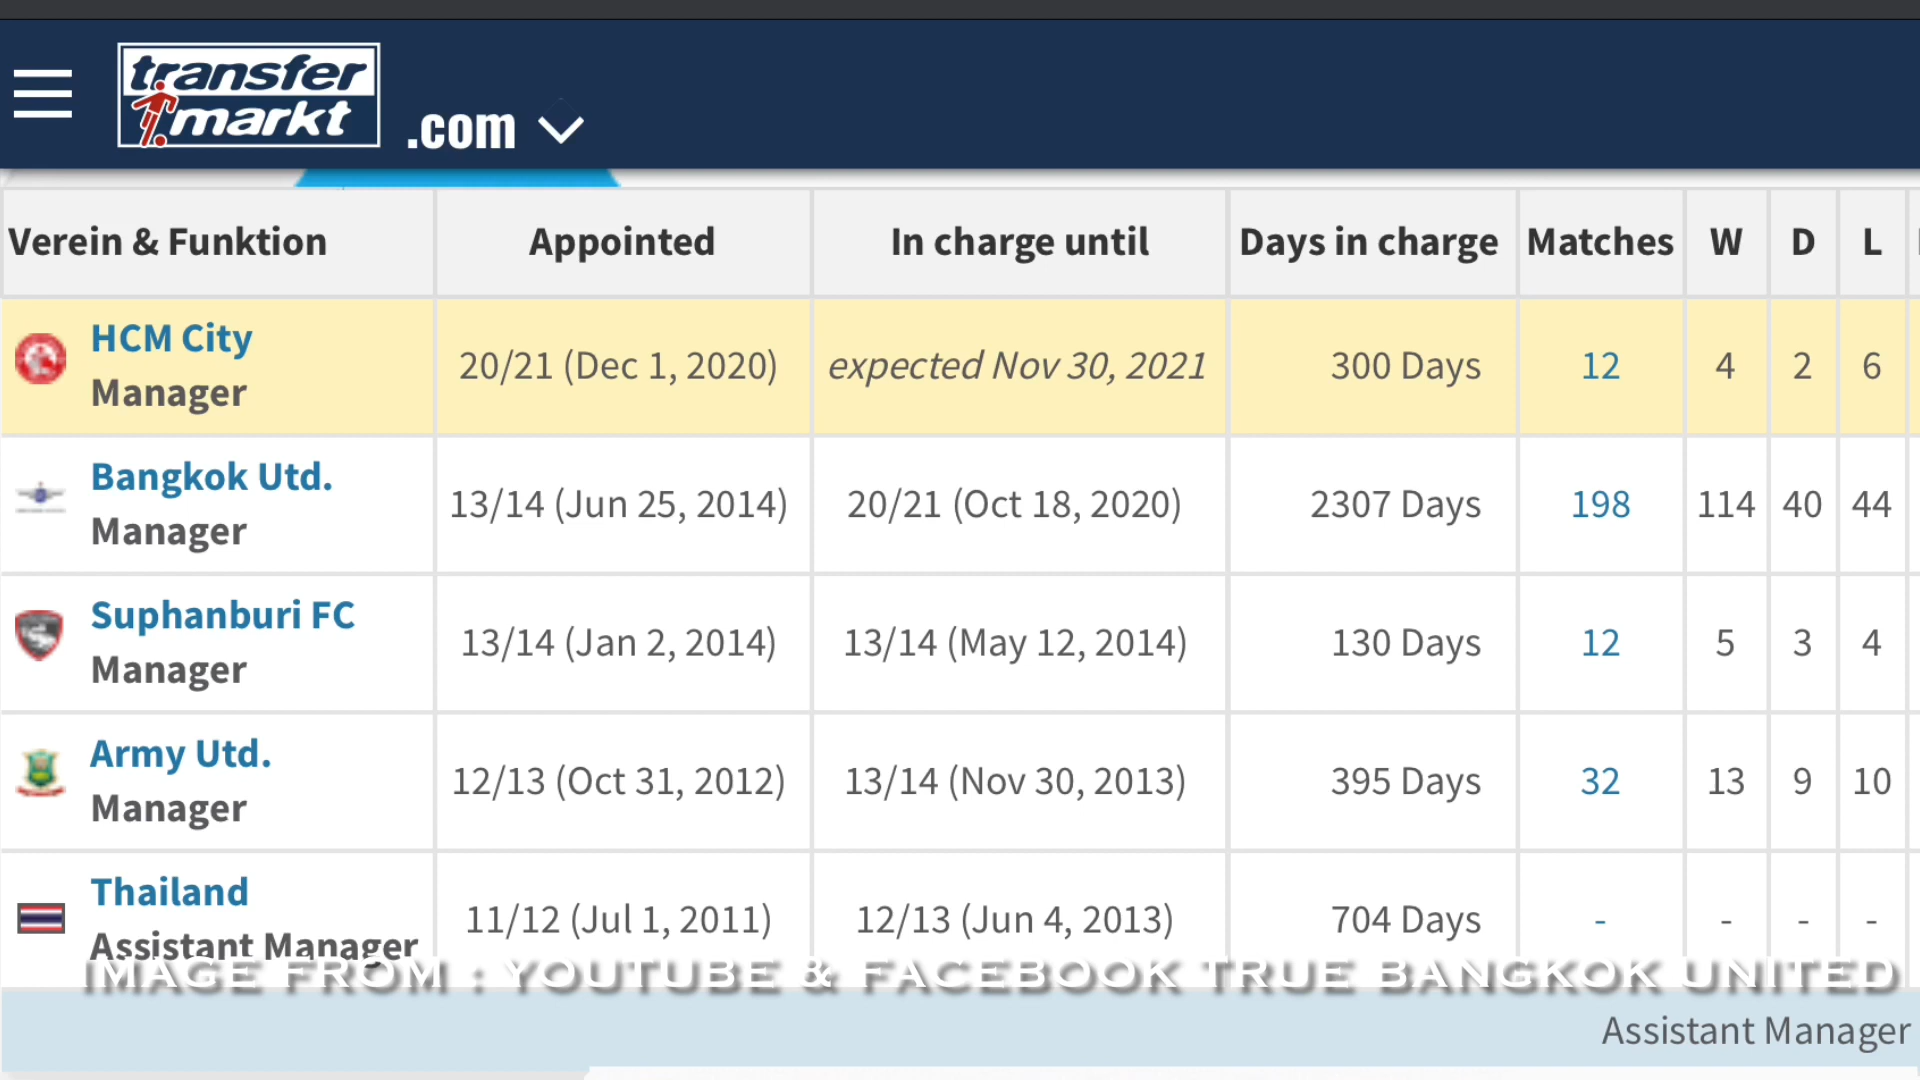 transfer
markt
.com
Verein & Funktion Appointed In charge until Days in charge Matches W D L
HCM City
Manager
20/21 (Dec 1, 2020) expected Nov 30, 2021 300 Days 12 4 2 6
Bangkok Utd.
Manager
13/14 (Jun 25, 2014) 20/21 (Oct 18, 2020) 2307 Days 198 114 40 44
Suphanburi FC
Manager
13/14 (Jan 2, 2014) 13/14 (May 12, 2014) 130 Days 12 5 3 4
Army Utd.
Manager
12/13 (Oct 31, 2012) 13/14 (Nov 30, 2013) 395 Days 32 13 9 10
Thailand
Assistant Manager
11/12 (Jul 1, 2011) 12/13 (Jun 4, 2013) 704 Days - - - -
IMAGE FROM : YOUTUBE & FACEBOOK TRUE BANGKOK UNITED
Assistant Manager